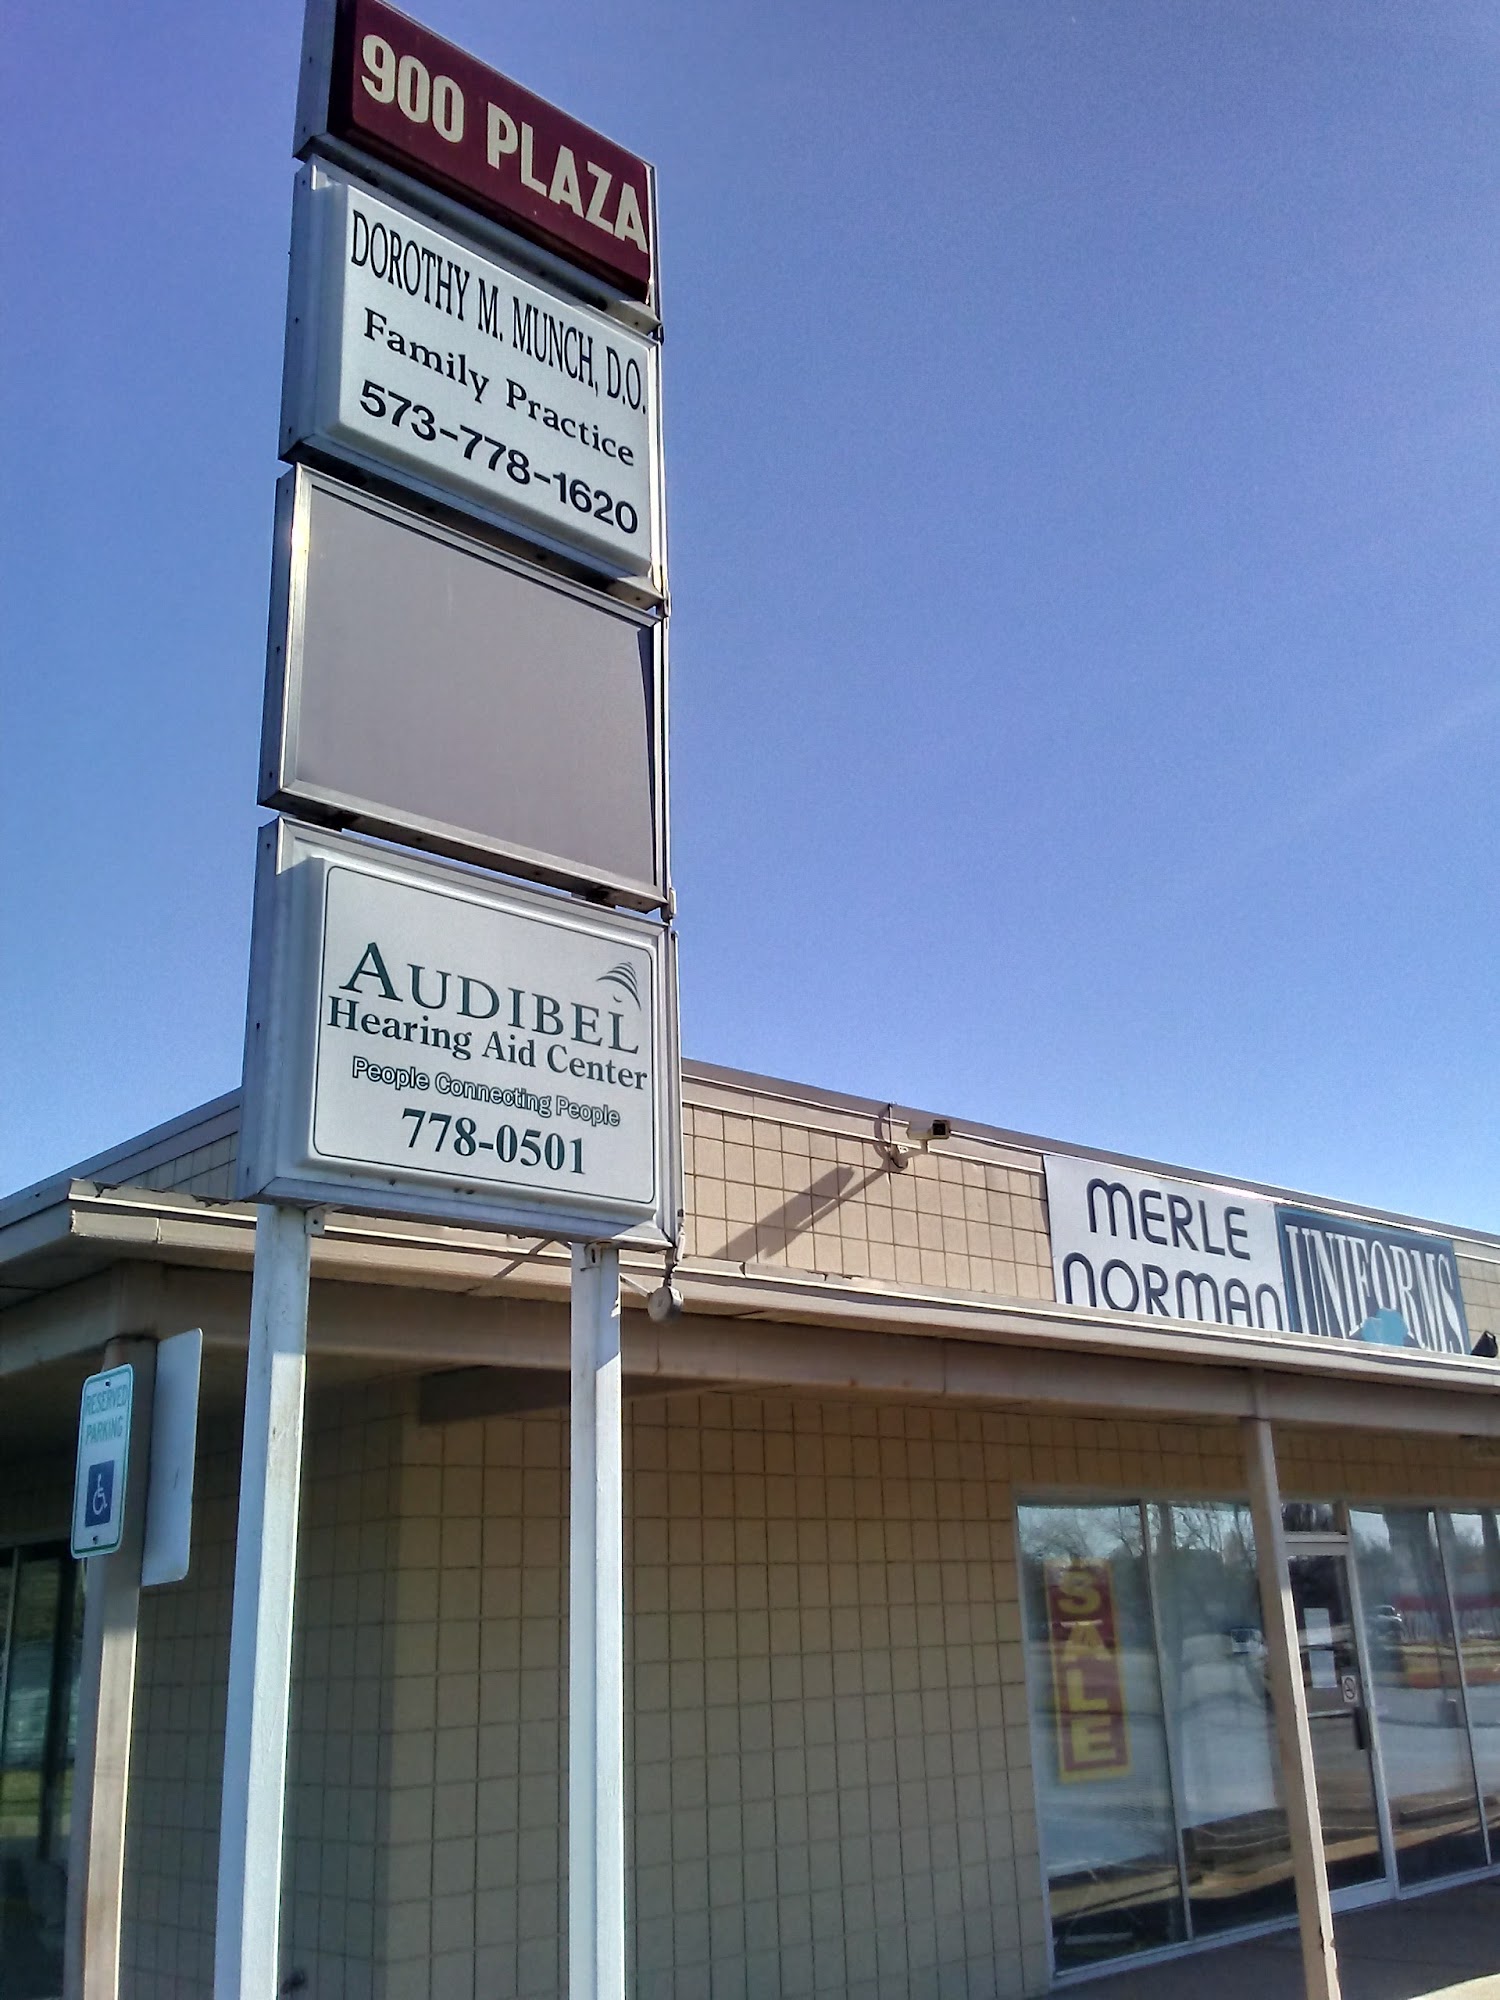 900 PLAZA
DOROTHY M. MUNCH, D.O.
Family Practice
573-778-1620
AUDIBEL
Hearing Aid Center
People Connecting People
778-0501
MERLE
NORMAN
UNIFORMS
RESERVED
PARKING
SALE